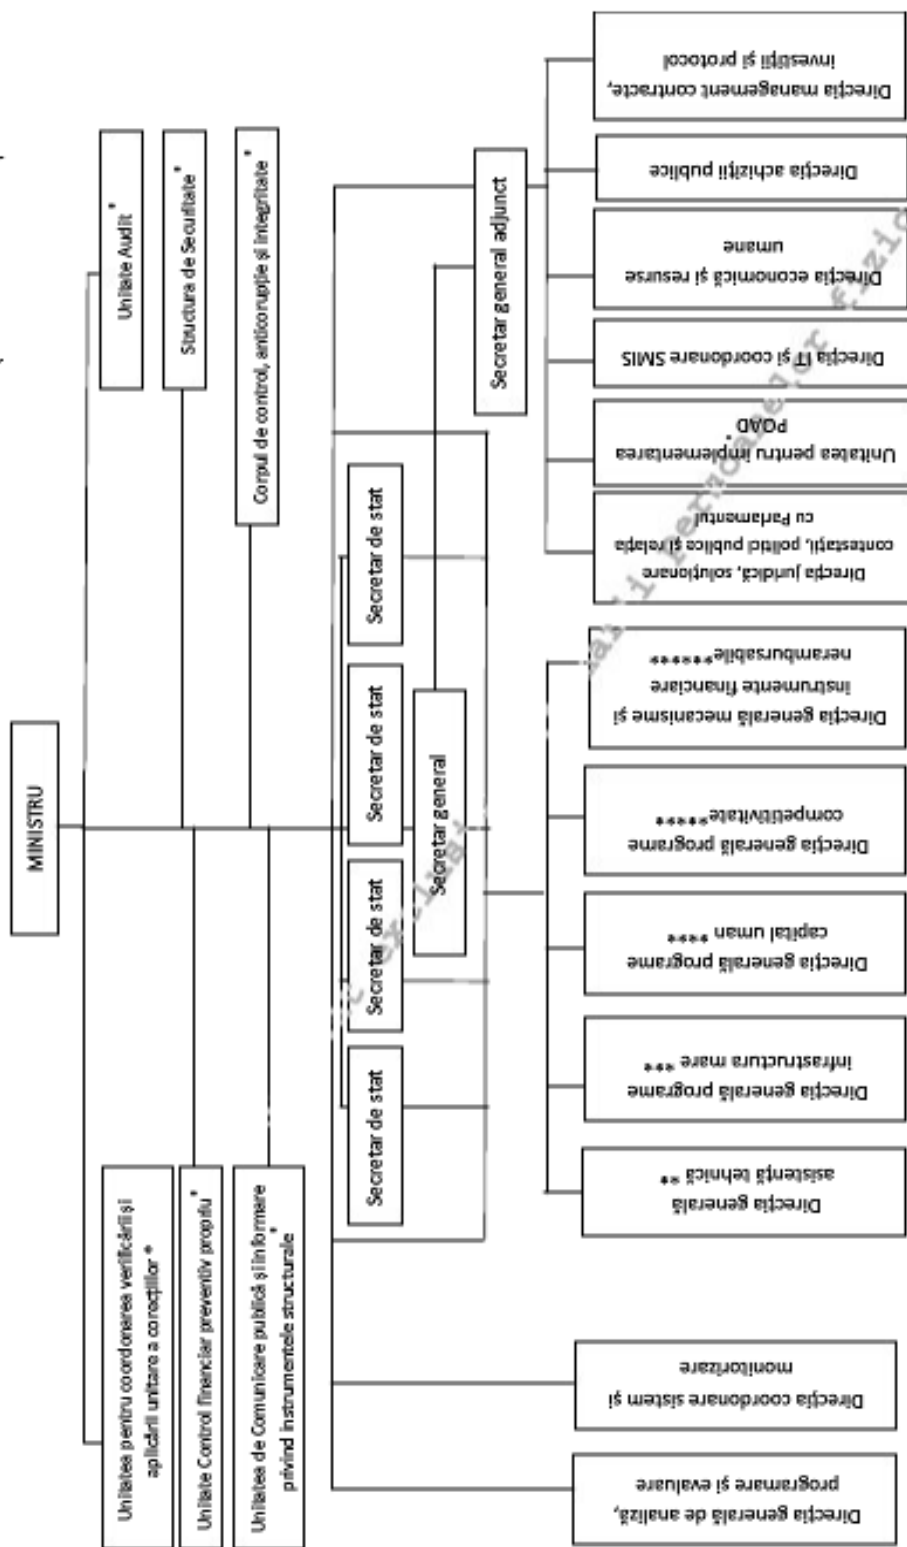 MINISTRU
Unitatea pentru coordonarea verificării și
aplicării unitare a corecțiilor *
Unitate Control financiar preventiv propriu*
Unitatea de Comunicare publică și informare
privind instrumentele structurale*
Unitate Audit*
Structura de Securitate*
Corpul de control, anticorupție și integritate*
Secretar de stat
Secretar de stat
Secretar de stat
Secretar de stat
Secretar general
Secretar general adjunct
Direcția generală de analiză,
programare și evaluare
Direcția coordonare sistem și
monitorizare
Direcția generală
asistență tehnică **
Direcția generală programe
infrastructura mare ***
Direcția generală programe
capital uman ****
Direcția generală programe
competitivitate*****
Direcția generală mecanisme și
instrumente financiare
nerambursabile******
Direcția juridică, soluționare
contestații, politici publice și relația
cu Parlamentul
Unitatea pentru implementarea
POAD*
Direcția IT și coordonare SMIS
Direcția economică și resurse
umane
Direcția achiziții publice
Direcția management contracte,
investiții și protocol
persoanelor fizic